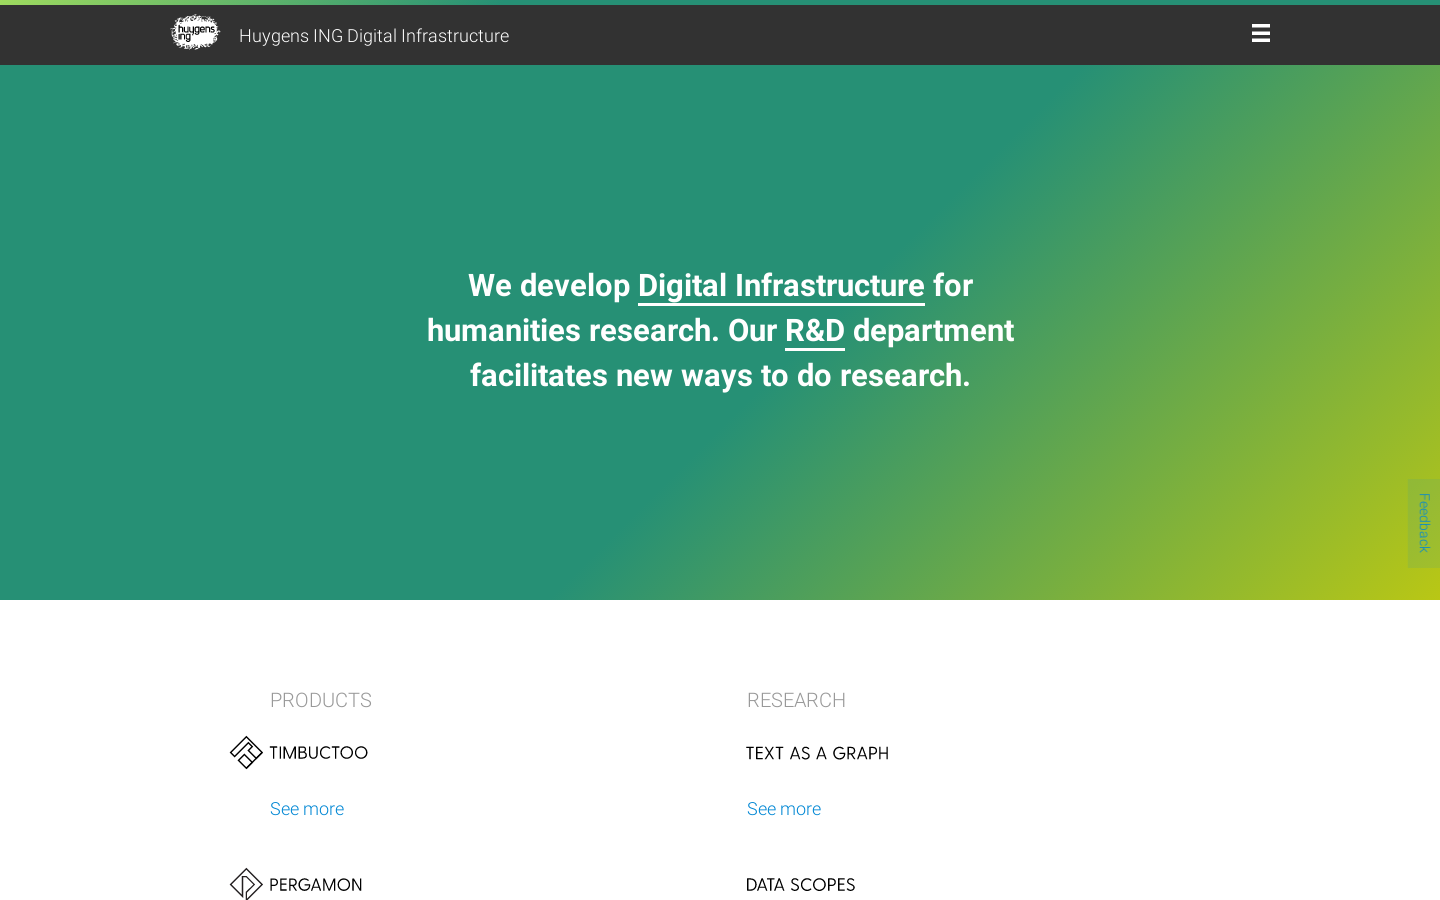 huygens
ing
Huygens ING Digital Infrastructure
We develop Digital Infrastructure for
humanities research. Our R&D department
facilitates new ways to do research.
Feedback
PRODUCTS
TIMBUCTOO
See more
PERGAMON
RESEARCH
TEXT AS A GRAPH
See more
DATA SCOPES